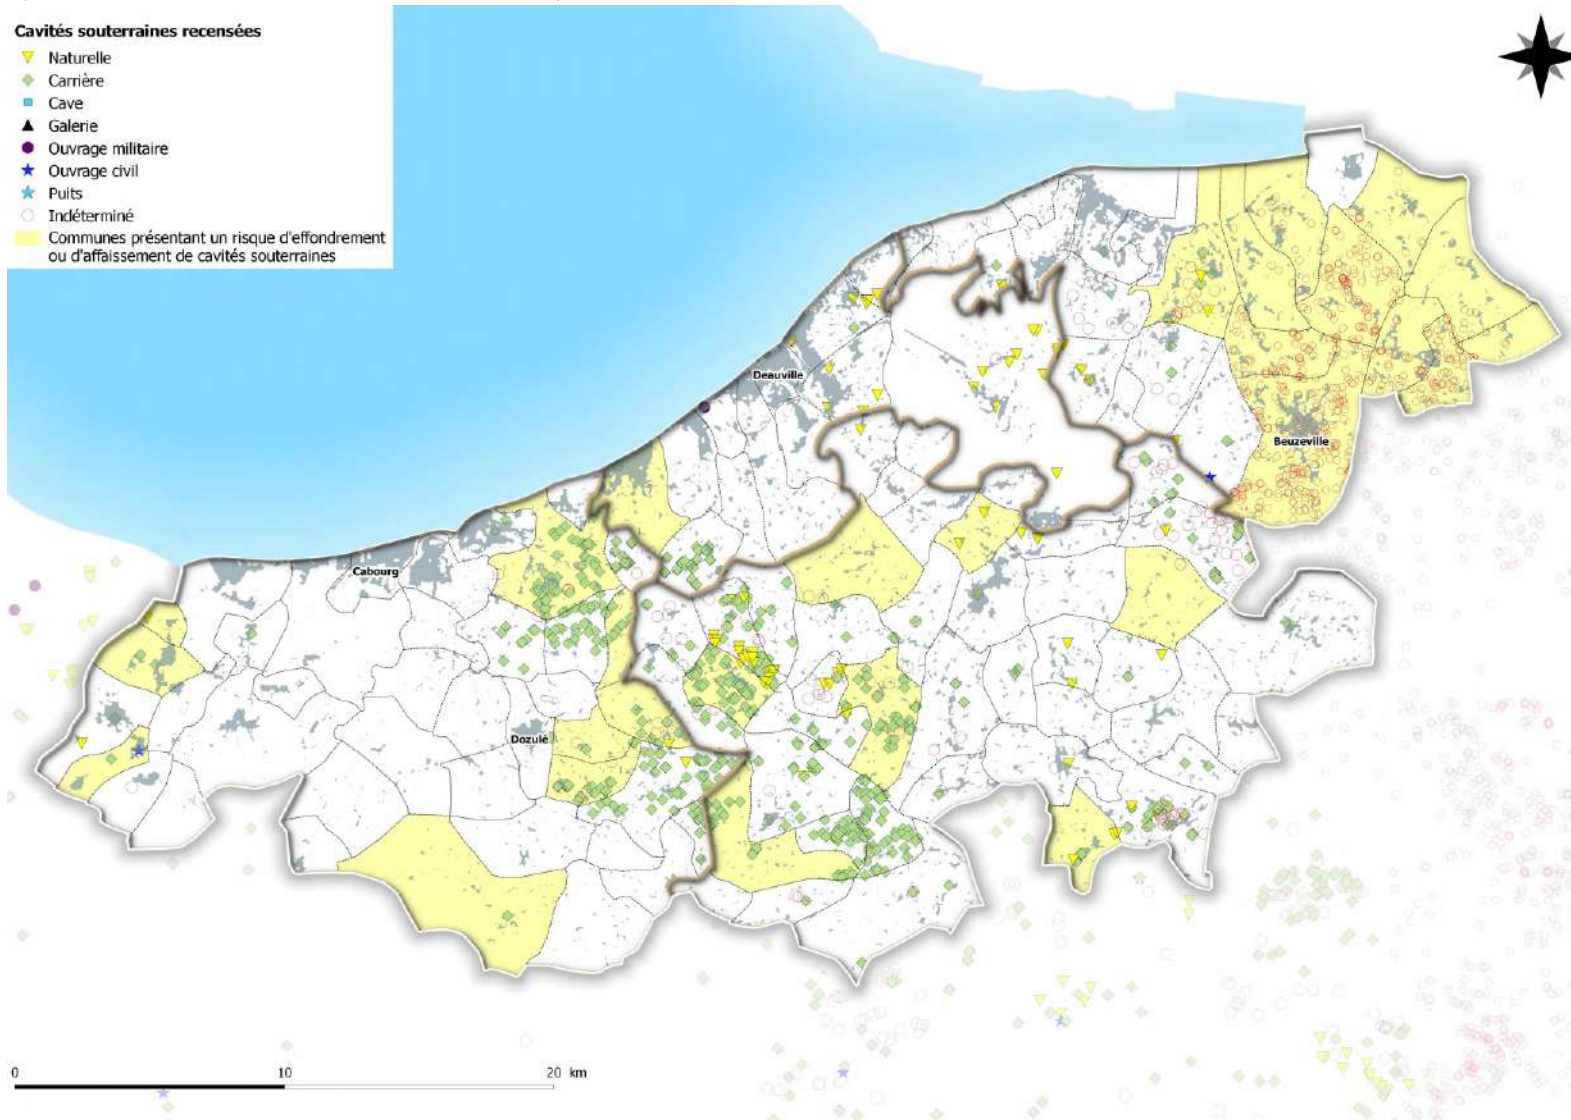 Cavités souterraines recensées
Naturelle
Carrière
Cave
Galerie
Ouvrage militaire
Ouvrage civil
Puits
Indéterminé
Communes présentant un risque d'effondrement
ou d'affaissement de cavités souterraines
Deauville
Beuzeville
Cabourg
Dozulé
0 10 20 km